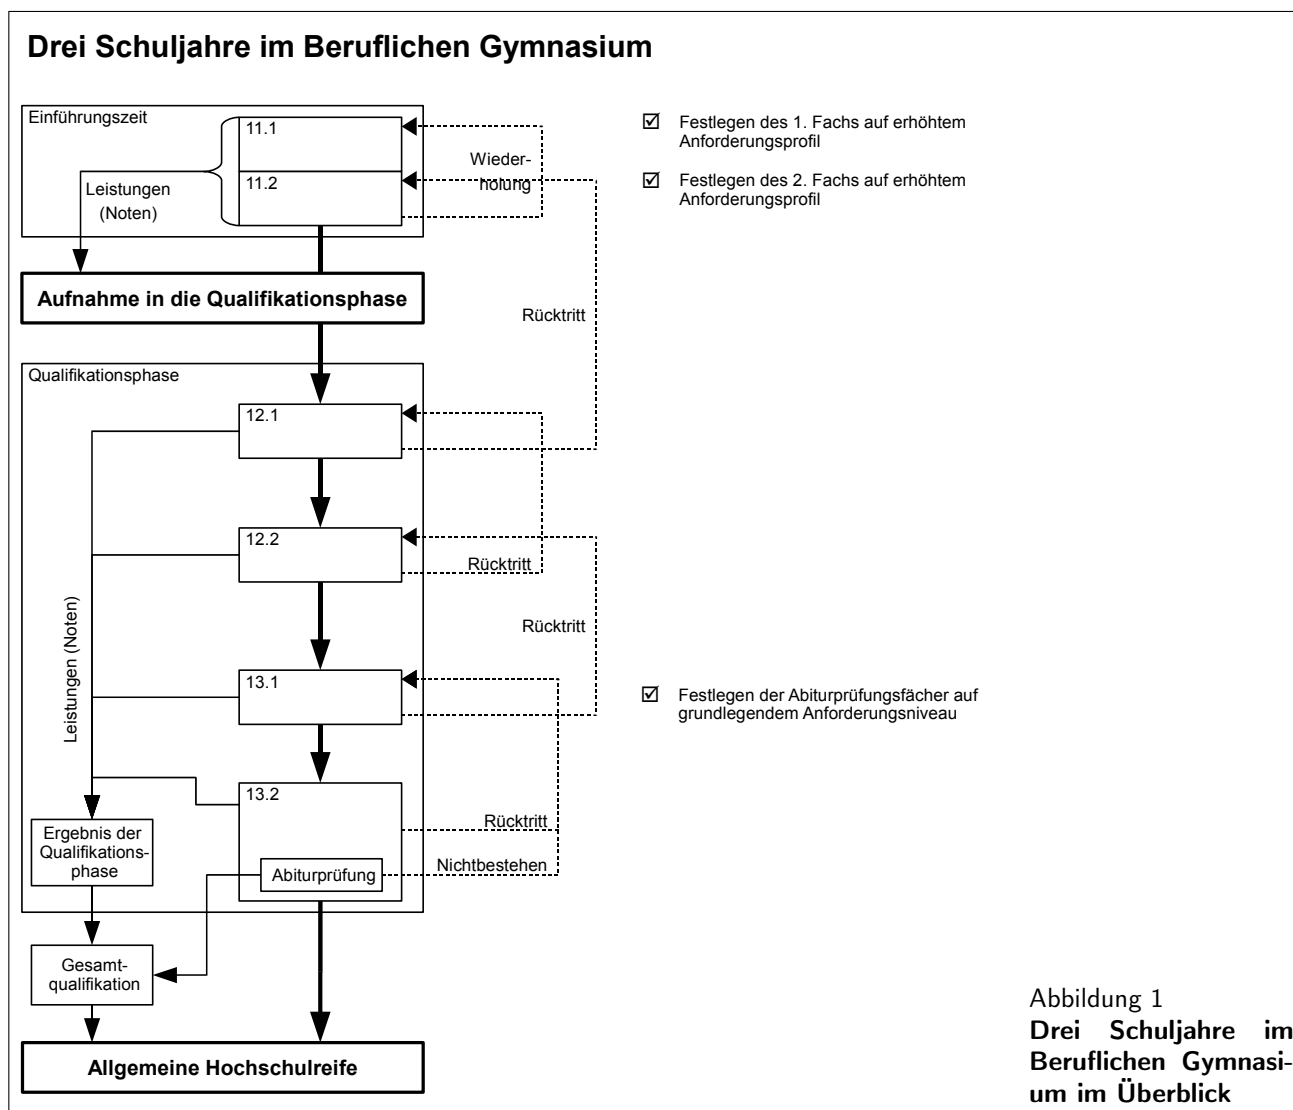 Drei Schuljahre im Beruflichen Gymnasium
Einführungszeit
11.1
Wieder-
holung
11.2
Leistungen
(Noten)
Festlegen des 1. Fachs auf erhöhtem
Anforderungsprofil
Festlegen des 2. Fachs auf erhöhtem
Anforderungsprofil
Aufnahme in die Qualifikationsphase
Rücktritt
Qualifikationsphase
12.1
12.2
Rücktritt
Rücktritt
Leistungen (Noten)
13.1
Festlegen der Abiturprüfungsfächer auf
grundlegendem Anforderungsniveau
13.2
Rücktritt
Ergebnis der
Qualifikations-
phase
Nichtbestehen
Abiturprüfung
Gesamt-
qualifikation
Allgemeine Hochschulreife
Abbildung 1
Drei Schuljahre im
Beruflichen Gymnasi-
um im Überblick